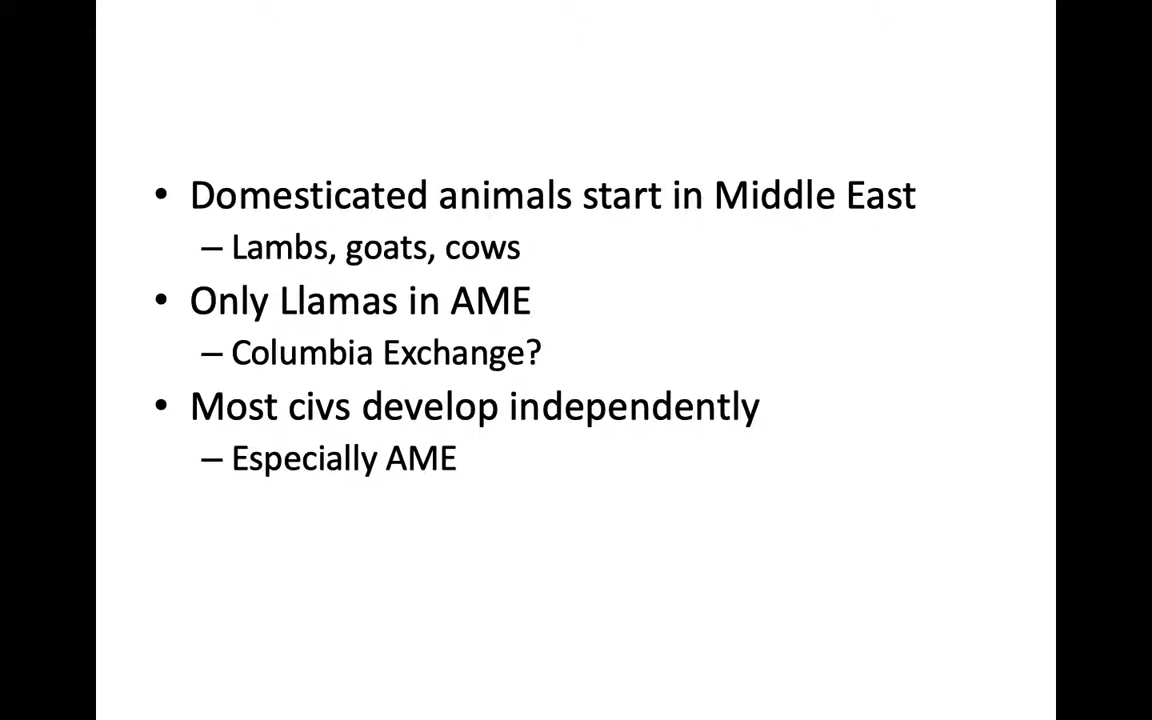 • Domesticated animals start in Middle East
– Lambs, goats, cows
• Only Llamas in AME
– Columbia Exchange?
• Most civs develop independently
– Especially AME